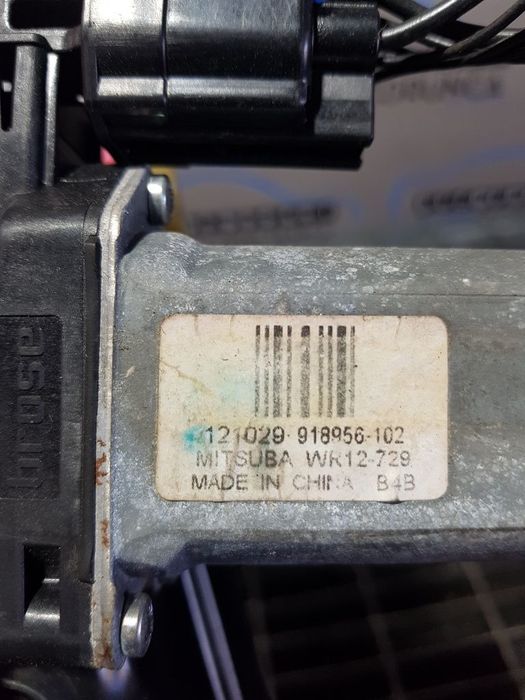 121029-918956-102
MITSUBA WR12-729
MADE IN CHINA B4B
brose